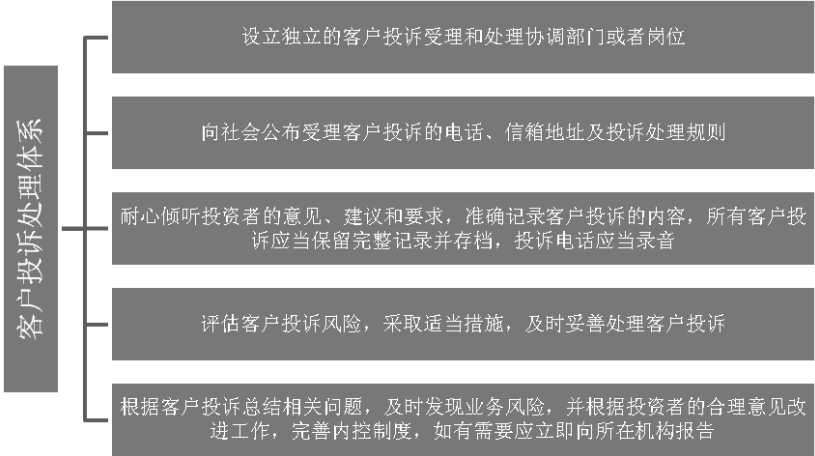 客户投诉处理体系
设立独立的客户投诉受理和处理协调部门或者岗位
向社会公布受理客户投诉的电话、信箱地址及投诉处理规则
耐心倾听投资者的意见、建议和要求，准确记录客户投诉的内容，所有客户投
诉应当保留完整记录并存档，投诉电话应当录音
评估客户投诉风险，采取适当措施，及时妥善处理客户投诉
根据客户投诉总结相关问题，及时发现业务风险，并根据投资者的合理意见改
进工作，完善内控制度，如有需要应立即向所在机构报告